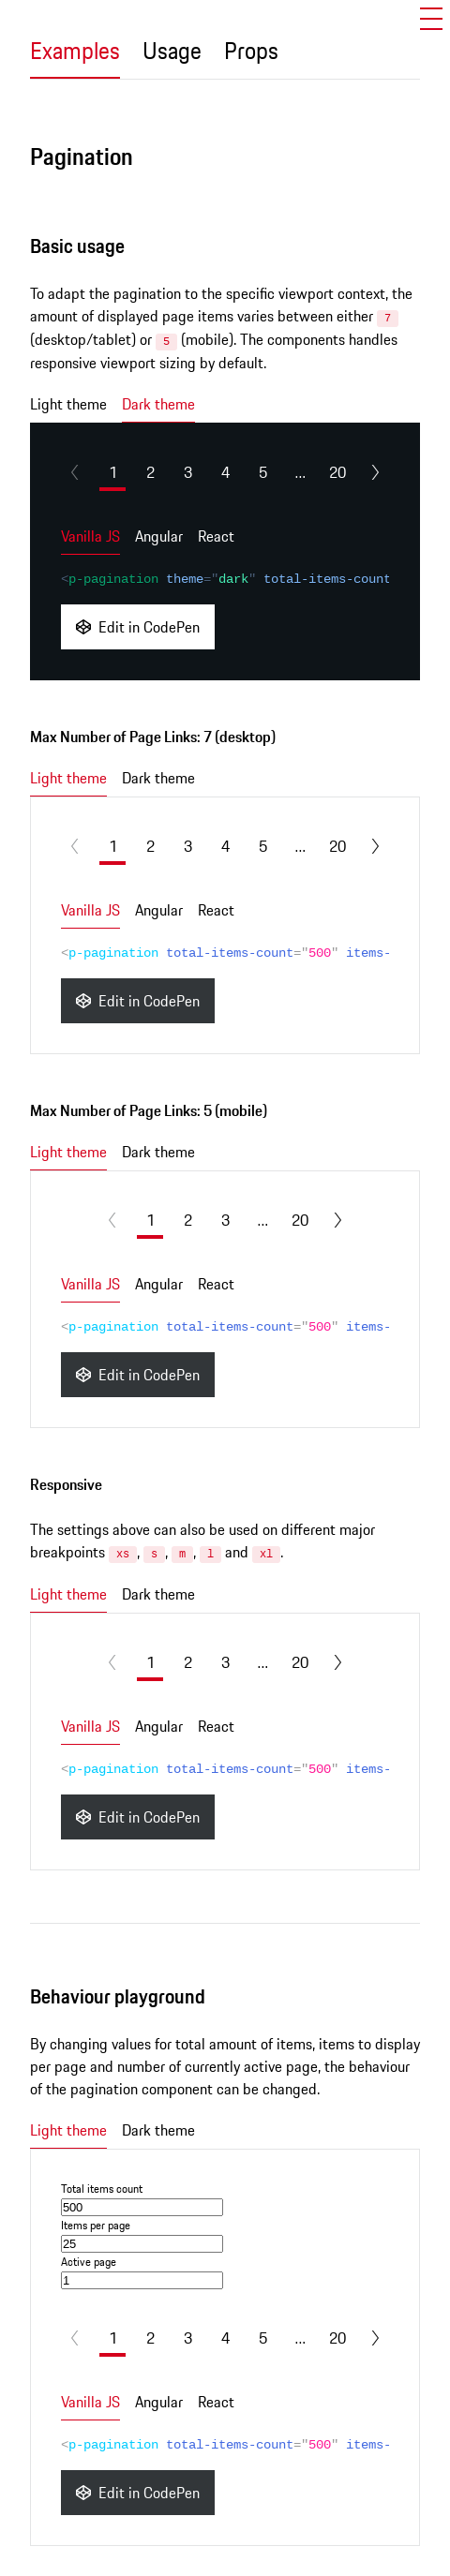 Examples Usage Props
Pagination
Basic usage
To adapt the pagination to the specific viewport context, the
amount of displayed page items varies between either 7
(desktop/tablet) or 5 (mobile). The components handles
responsive viewport sizing by default.
Light theme Dark theme
1 2 3 4 5 ... 20
Vanilla JS Angular React
<p-pagination theme="dark" total-items-count
Edit in CodePen
Max Number of Page Links: 7 (desktop)
Light theme Dark theme
1 2 3 4 5 ... 20
Vanilla JS Angular React
<p-pagination total-items-count="500" items-
Edit in CodePen
Max Number of Page Links: 5 (mobile)
Light theme Dark theme
1 2 3 ... 20
Vanilla JS Angular React
<p-pagination total-items-count="500" items-
Edit in CodePen
Responsive
The settings above can also be used on different major
breakpoints xs, s, m, l and xl.
Light theme Dark theme
1 2 3 ... 20
Vanilla JS Angular React
<p-pagination total-items-count="500" items-
Edit in CodePen
Behaviour playground
By changing values for total amount of items, items to display
per page and number of currently active page, the behaviour
of the pagination component can be changed.
Light theme Dark theme
Total items count
500
Items per page
25
Active page
1
1 2 3 4 5 ... 20
Vanilla JS Angular React
<p-pagination total-items-count="500" items-
Edit in CodePen